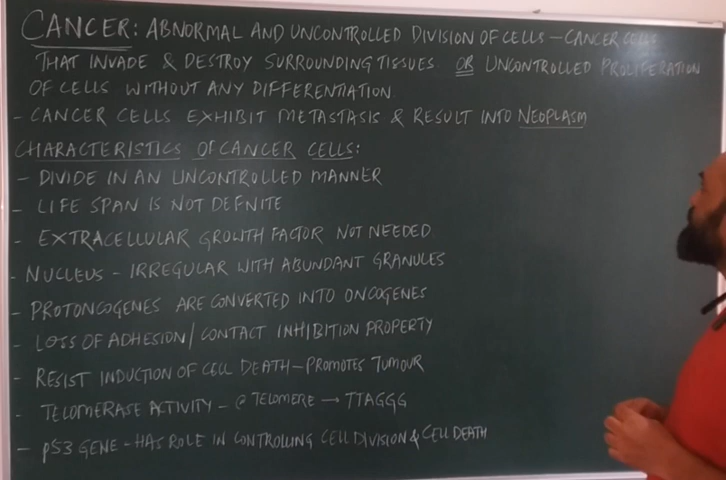 CANCER: ABNORMAL AND UNCONTROLLED DIVISION OF CELLS – CANCER CELLS
THAT INVADE & DESTROY SURROUNDING TISSUES OR UNCONTROLLED PROLIFERATION
OF CELLS WITHOUT ANY DIFFERENTIATION
- CANCER CELLS EXHIBIT METASTASIS & RESULT INTO NEOPLASM
CHARACTERISTICS OF CANCER CELLS:
- DIVIDE IN AN UNCONTROLLED MANNER
- LIFE SPAN IS NOT DEFNITE
- EXTRACELLULAR GROWTH FACTOR NOT NEEDED
- NUCLEUS - IRREGULAR WITH ABUNDANT GRANULES
- PROTONCOGENES ARE CONVERTED INTO ONCOGENES
- LOSS OF ADHESION/CONTACT INHIBITION PROPERTY
- RESIST INDUCTION OF CELL DEATH – PROMOTES TUMOUR
- TELOMERASE ACTIVITY - @ TELOMERE → TTAGGG
- p53 GENE - HAS ROLE IN CONTROLLING CELL DIVISION & CELL DEATH